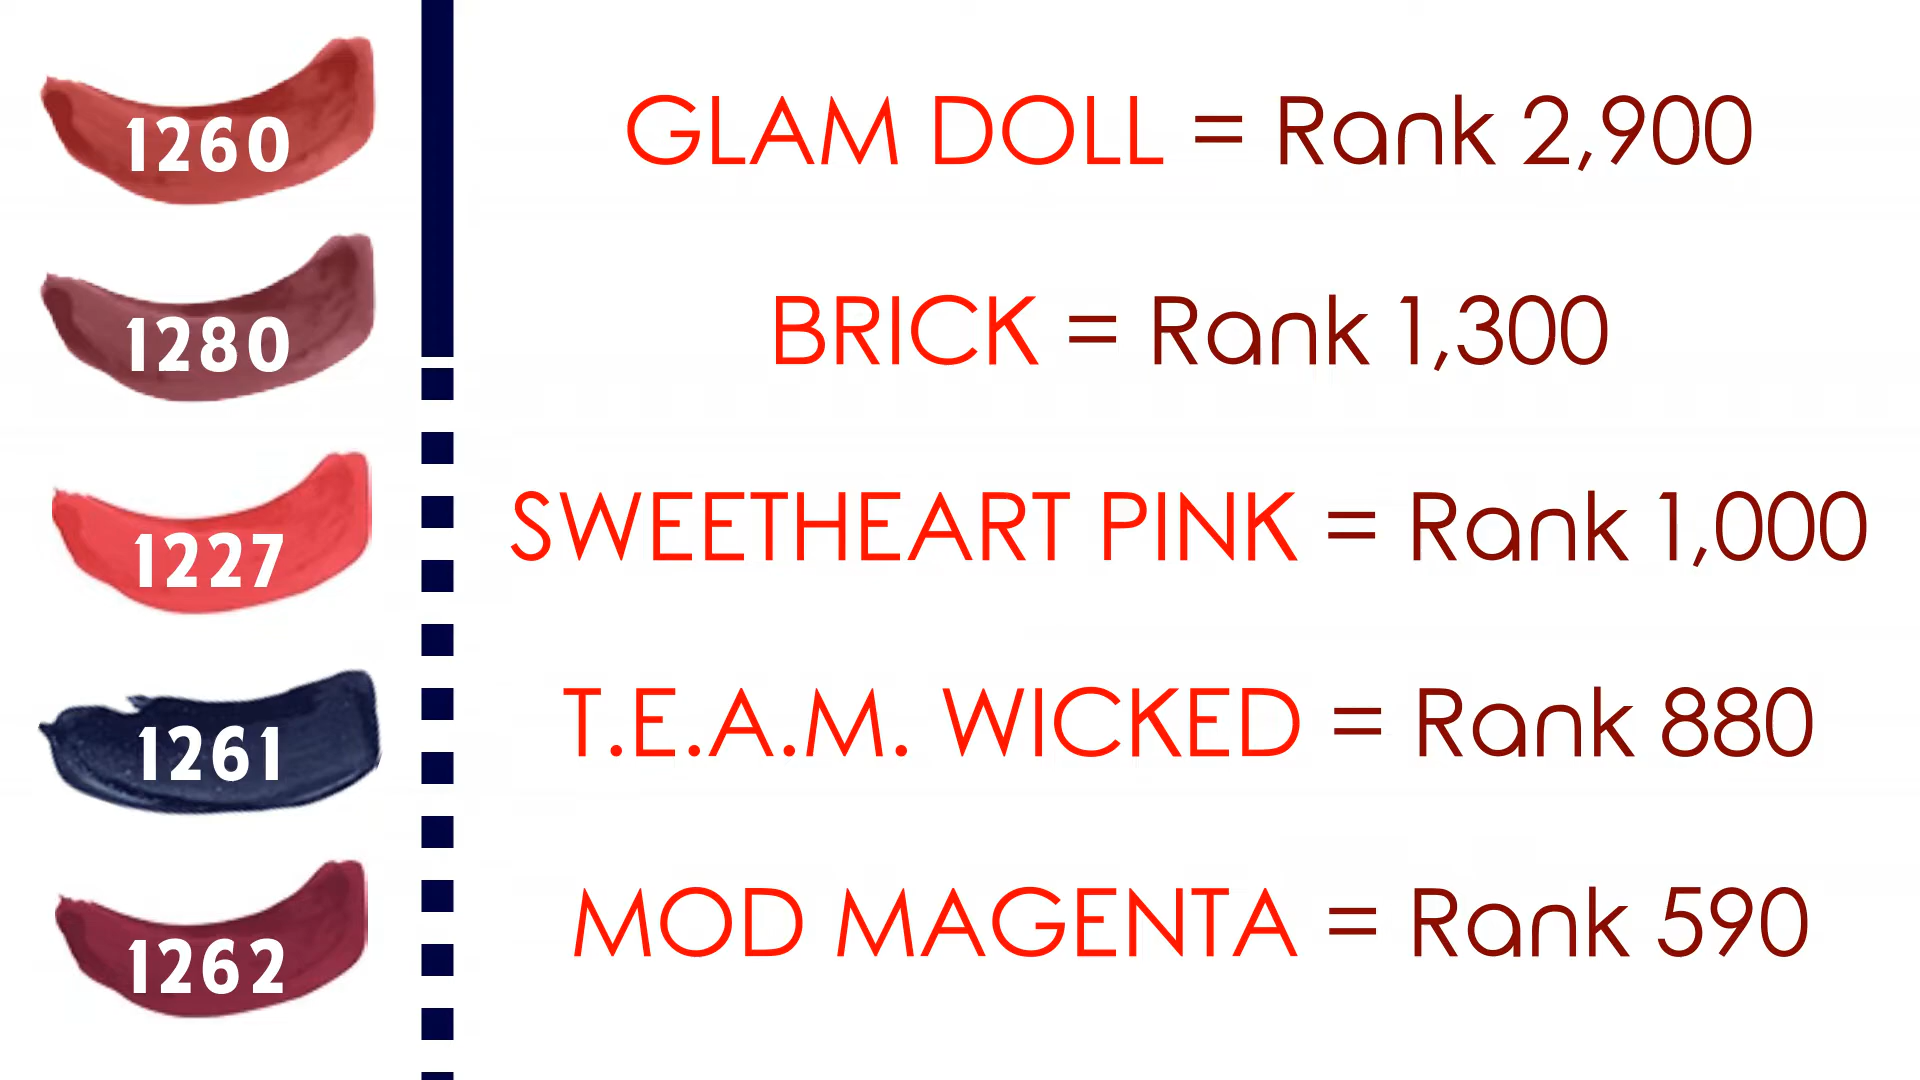 1260 GLAM DOLL = Rank 2,900
1280 BRICK = Rank 1,300
1227 SWEETHEART PINK = Rank 1,000
1261 T.E.A.M. WICKED = Rank 880
1262 MOD MAGENTA = Rank 590